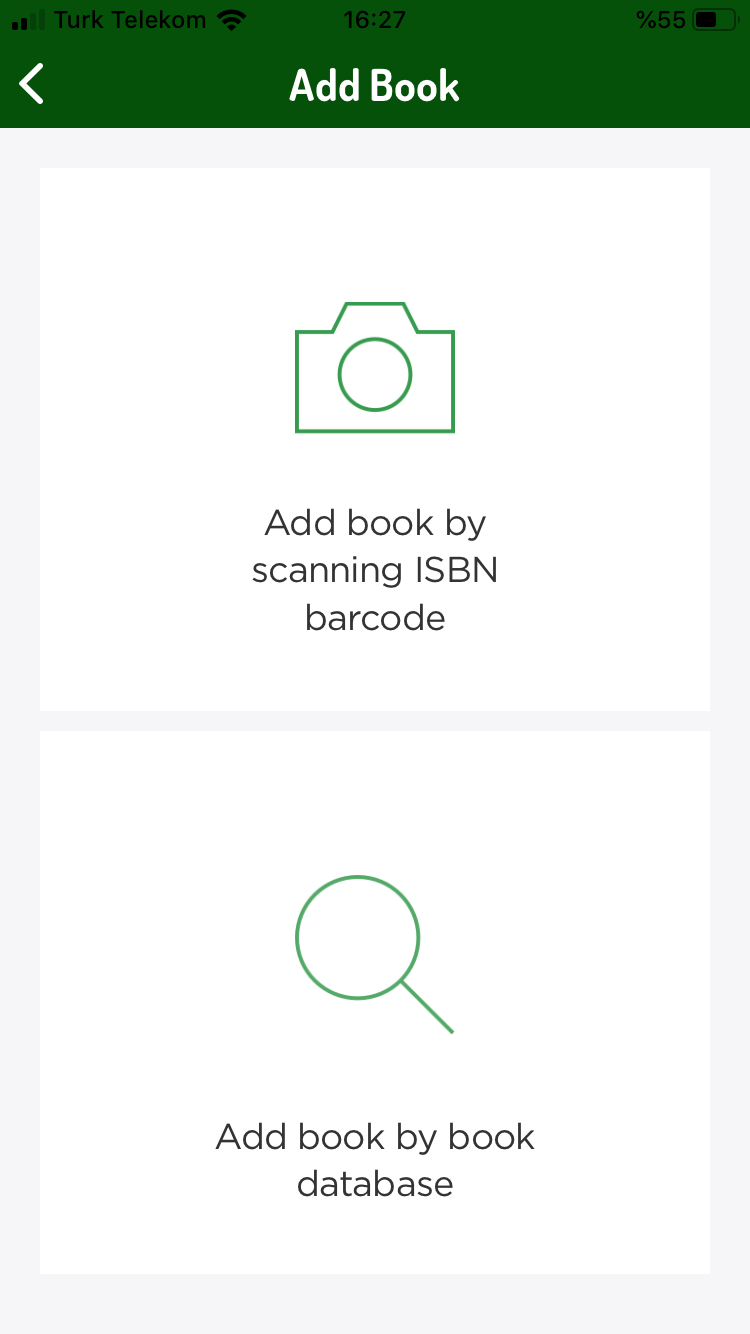 Turk Telekom 16:27 %55
Add Book
Add book by
scanning ISBN
barcode
Add book by book
database